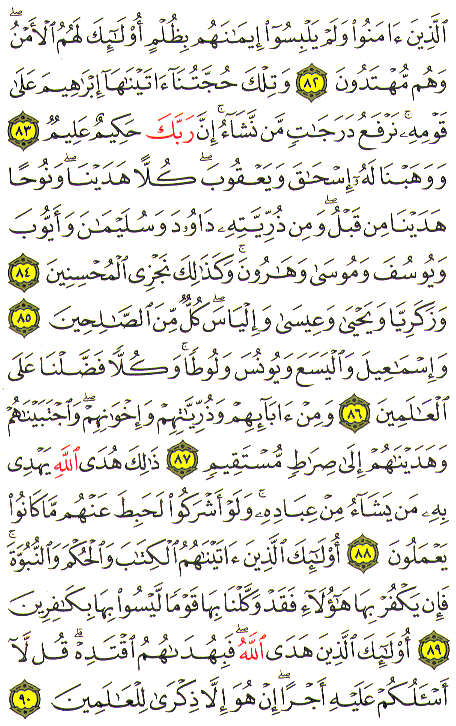 ٱلَّذِينَ ءَامَنُوا۟ وَلَمْ يَلْبِسُوٓا۟ إِيمَٰنَهُم بِظُلْمٍ أُو۟لَٰٓئِكَ لَهُمُ ٱلْأَمْنُ
وَهُم مُّهْتَدُونَ ٨٢ وَتِلْكَ حُجَّتُنَآ ءَاتَيْنَٰهَآ إِبْرَٰهِيمَ عَلَىٰ
قَوْمِهِۦ ۚ نَرْفَعُ دَرَجَٰتٍ مَّن نَّشَآءُ ۗ إِنَّ رَبَّكَ حَكِيمٌ عَلِيمٌ ٨٣
وَوَهَبْنَا لَهُۥٓ إِسْحَٰقَ وَيَعْقُوبَ ۚ كُلًّا هَدَيْنَا ۚ وَنُوحًا
هَدَيْنَا مِن قَبْلُ ۖ وَمِن ذُرِّيَّتِهِۦ دَاوُۥدَ وَسُلَيْمَٰنَ وَأَيُّوبَ
وَيُوسُفَ وَمُوسَىٰ وَهَٰرُونَ ۚ وَكَذَٰلِكَ نَجْزِى ٱلْمُحْسِنِينَ ٨٤
وَزَكَرِيَّا وَيَحْيَىٰ وَعِيسَىٰ وَإِلْيَاسَ ۖ كُلٌّ مِّنَ ٱلصَّٰلِحِينَ ٨٥
وَإِسْمَٰعِيلَ وَٱلْيَسَعَ وَيُونُسَ وَلُوطًا ۚ وَكُلًّا فَضَّلْنَا عَلَى
ٱلْعَٰلَمِينَ ٨٦ وَمِنْ ءَابَآئِهِمْ وَذُرِّيَّٰتِهِمْ وَإِخْوَٰنِهِمْ ۖ وَٱجْتَبَيْنَٰهُمْ
وَهَدَيْنَٰهُمْ إِلَىٰ صِرَٰطٍ مُّسْتَقِيمٍ ٨٧ ذَٰلِكَ هُدَى ٱللَّهِ يَهْدِى
بِهِۦ مَن يَشَآءُ مِنْ عِبَادِهِۦ ۚ وَلَوْ أَشْرَكُوا۟ لَحَبِطَ عَنْهُم مَّا كَانُوا۟
يَعْمَلُونَ ٨٨ أُو۟لَٰٓئِكَ ٱلَّذِينَ ءَاتَيْنَٰهُمُ ٱلْكِتَٰبَ وَٱلْحُكْمَ وَٱلنُّبُوَّةَ ۚ
فَإِن يَكْفُرْ بِهَا هَٰٓؤُلَآءِ فَقَدْ وَكَّلْنَا بِهَا قَوْمًا لَّيْسُوا۟ بِهَا بِكَٰفِرِينَ
٨٩ أُو۟لَٰٓئِكَ ٱلَّذِينَ هَدَى ٱللَّهُ ۖ فَبِهُدَىٰهُمُ ٱقْتَدِهْ ۗ قُل لَّآ
أَسْـَٔلُكُمْ عَلَيْهِ أَجْرًا ۖ إِنْ هُوَ إِلَّا ذِكْرَىٰ لِلْعَٰلَمِينَ ٩٠